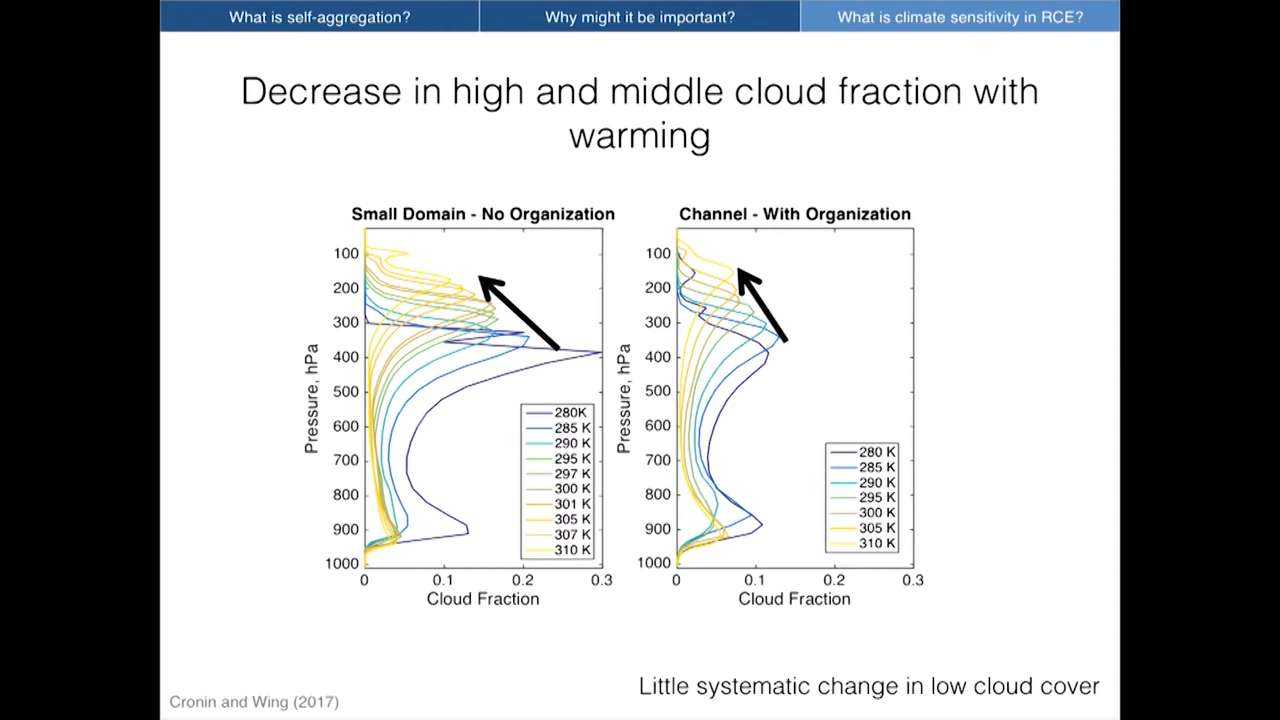 What is self-aggregation?
Why might it be important?
What is climate sensitivity in RCE?
Decrease in high and middle cloud fraction with
warming
Small Domain - No Organization
100
200
300
400
500
600
700
800
900
1000
Pressure, hPa
0
0.1
0.2
0.3
Cloud Fraction
280K
285 K
290 K
295 K
297 K
300 K
301 K
305 K
307 K
310 K
Channel - With Organization
100
200
300
400
500
600
700
800
900
1000
Pressure, hPa
0
0.1
0.2
0.3
Cloud Fraction
280 K
285 K
290 K
295 K
300 K
305 K
310 K
Little systematic change in low cloud cover
Cronin and Wing (2017)